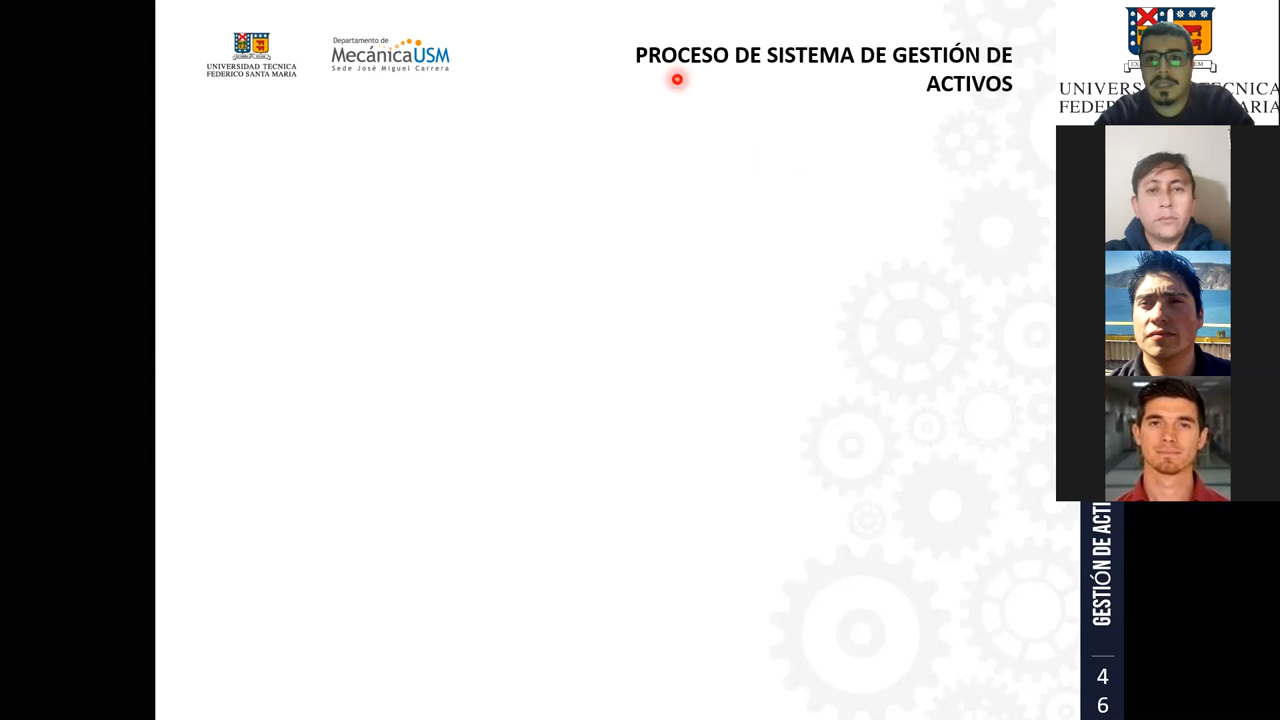 UNIVERSIDAD TECNICA
FEDERICO SANTA MARIA
Departamento de
MecánicaUSM
Sede José Miguel Carrera
PROCESO DE SISTEMA DE GESTIÓN DE
ACTIVOS
GESTIÓN DE ACTI
4
6